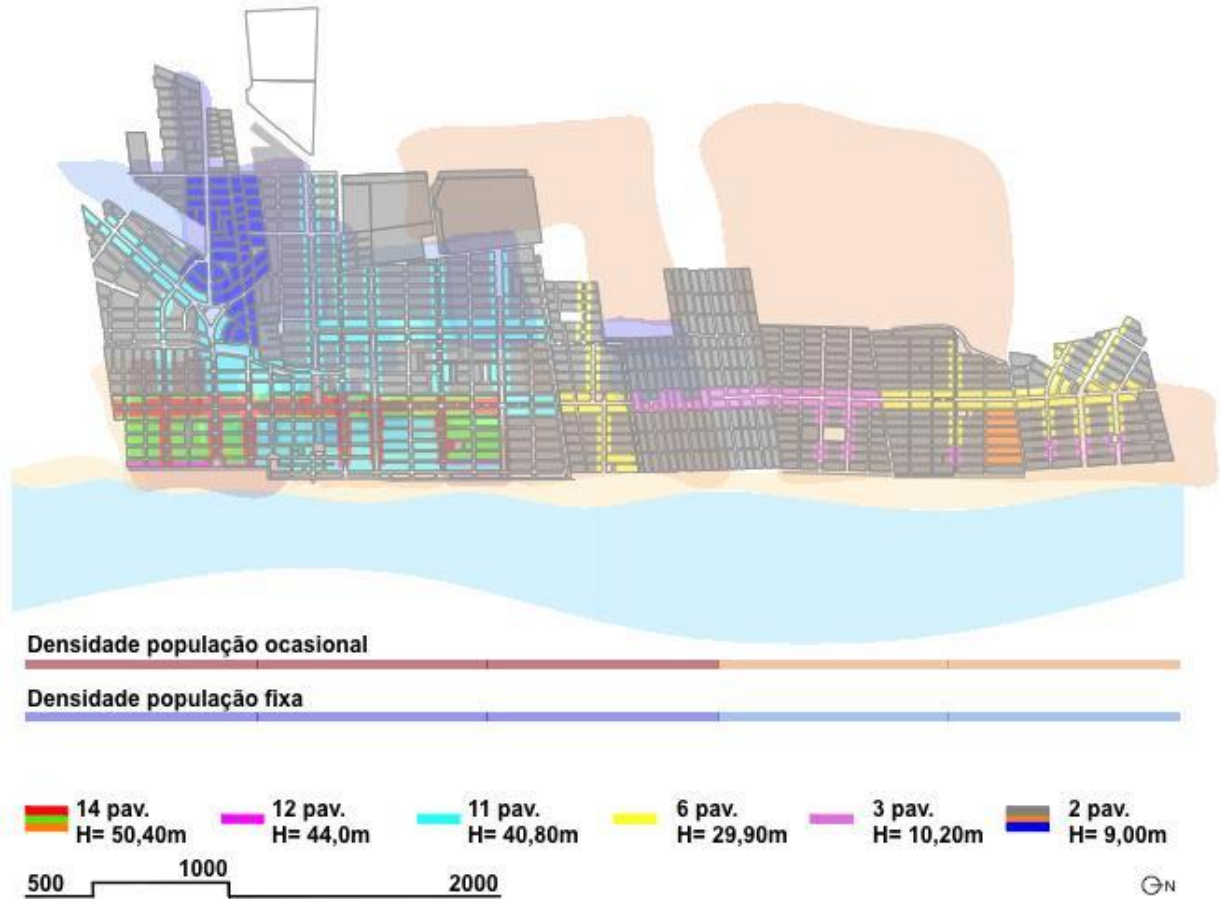 Densidade população ocasional
Densidade população fixa
14 pav. 12 pav. 11 pav. 6 pav. 3 pav. 2 pav.
H= 50,40m H= 44,0m H= 40,80m H= 29,90m H= 10,20m H= 9,00m
500 1000 2000
N